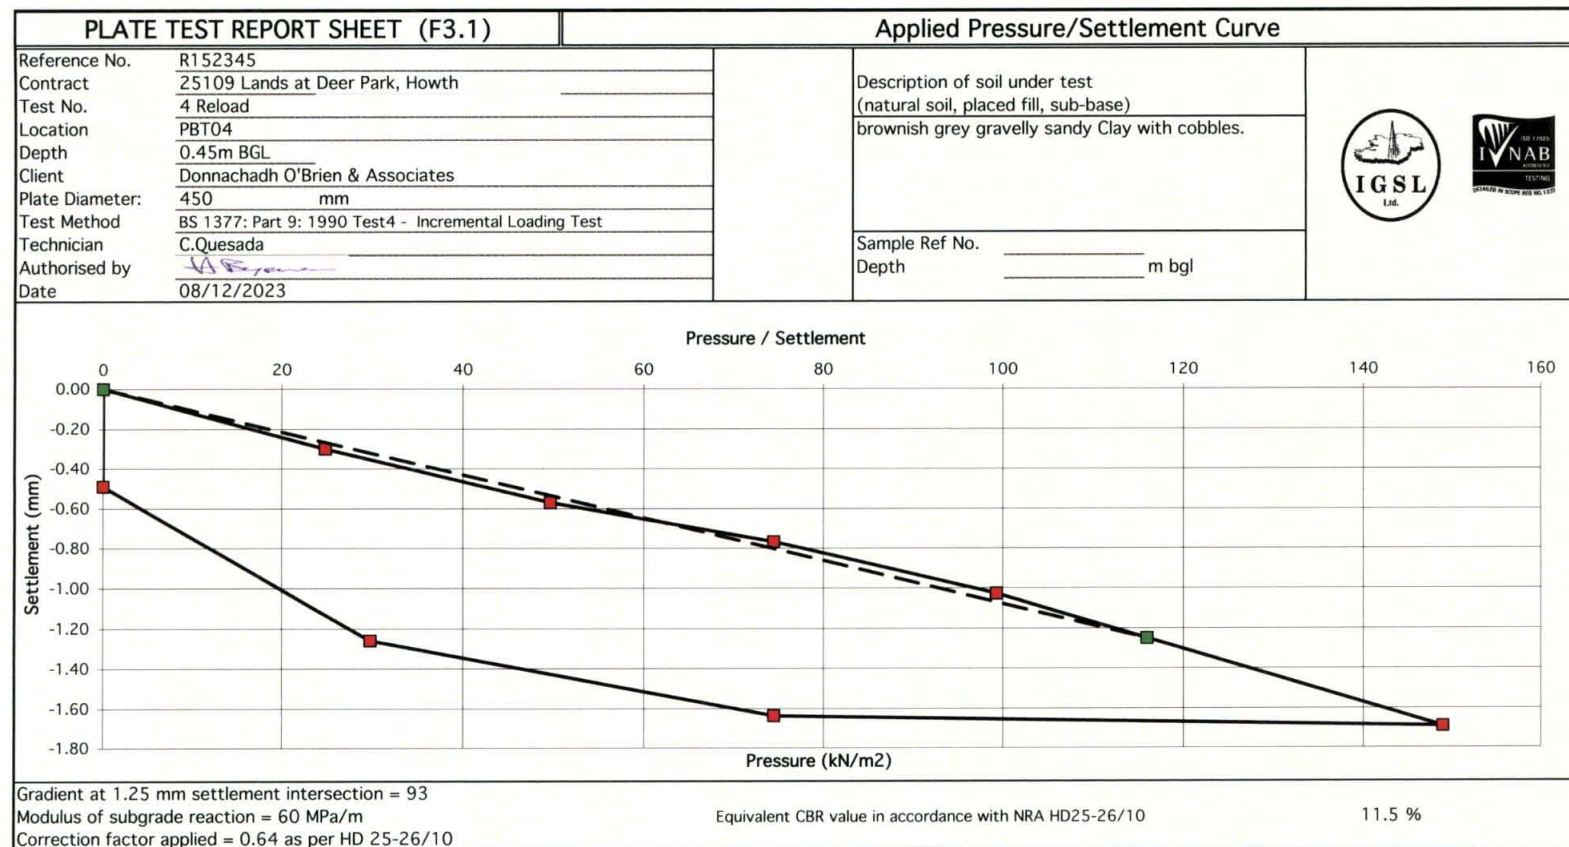 PLATE TEST REPORT SHEET (F3.1)
Applied Pressure/Settlement Curve
Reference No. R152345
Contract 25109 Lands at Deer Park, Howth
Test No. 4 Reload
Location PBT04
Depth 0.45m BGL
Client Donnachadh O'Brien & Associates
Plate Diameter: 450 mm
Test Method BS 1377: Part 9: 1990 Test4 - Incremental Loading Test
Technician C.Quesada
Authorised by
Date 08/12/2023
Description of soil under test
(natural soil, placed fill, sub-base)
brownish grey gravelly sandy Clay with cobbles.
Sample Ref No.
Depth m bgl
IGSL
Ltd.
ISO 17025
INAB
ACCREDITED
TESTING
Pressure / Settlement
0 20 40 60 80 100 120 140 160
0.00
-0.20
-0.40
-0.60
-0.80
-1.00
-1.20
-1.40
-1.60
-1.80
Settlement (mm)
Pressure (kN/m2)
Gradient at 1.25 mm settlement intersection = 93
Modulus of subgrade reaction = 60 MPa/m
Equivalent CBR value in accordance with NRA HD25-26/10 11.5 %
Correction factor applied = 0.64 as per HD 25-26/10